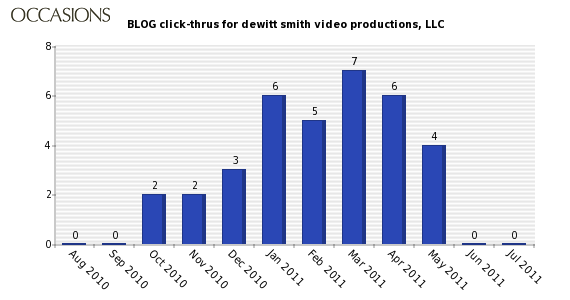 OCCASIONS
BLOG click-thrus for dewitt smith video productions, LLC
8
6
4
2
0
0
0
2
2
3
6
5
7
6
4
0
0
Aug 2010
Sep 2010
Oct 2010
Nov 2010
Dec 2010
Jan 2011
Feb 2011
Mar 2011
Apr 2011
May 2011
Jun 2011
Jul 2011